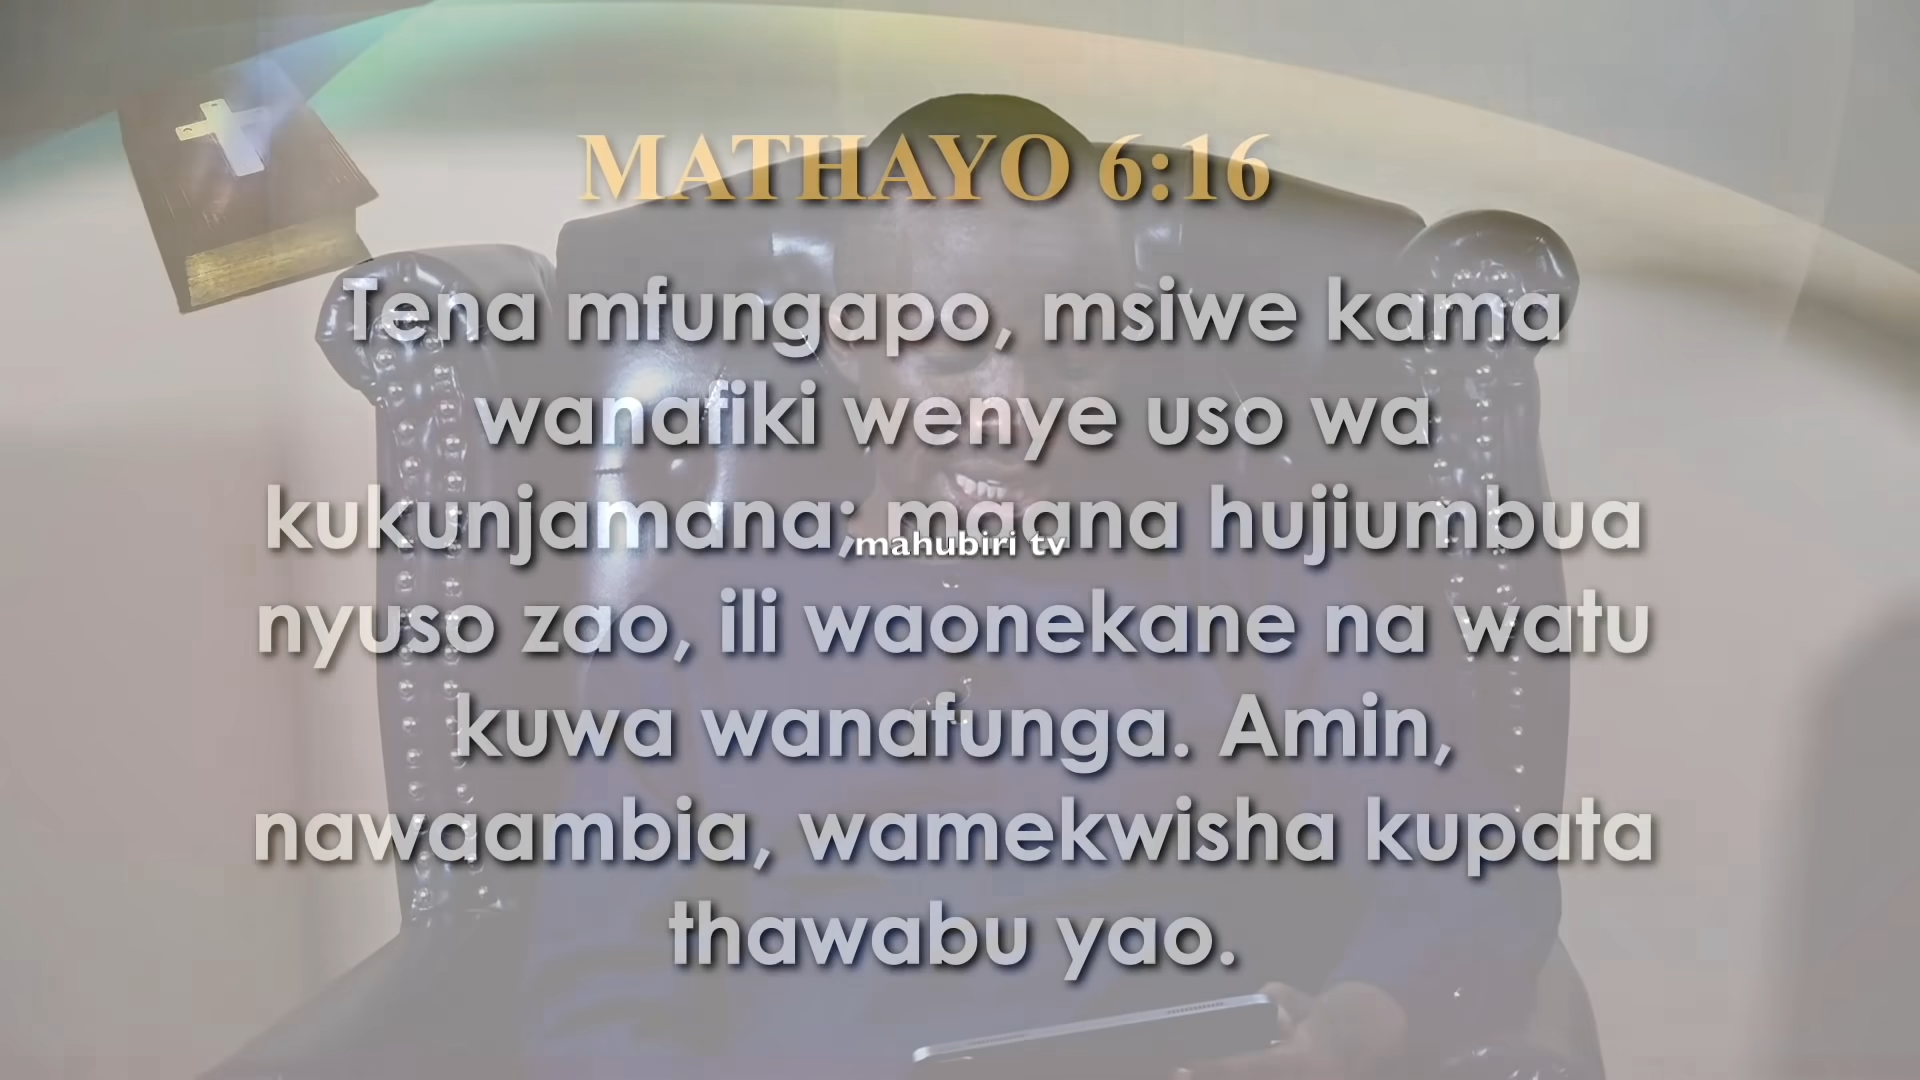 MATHAYO 6:16
Tena mfungapo, msiwe kama
wanafiki wenye uso wa
kukunjamana; maana hujiumbua
mahubiri tv
nyuso zao, ili waonekane na watu
kuwa wanafunga. Amin,
nawaambia, wamekwisha kupata
thawabu yao.